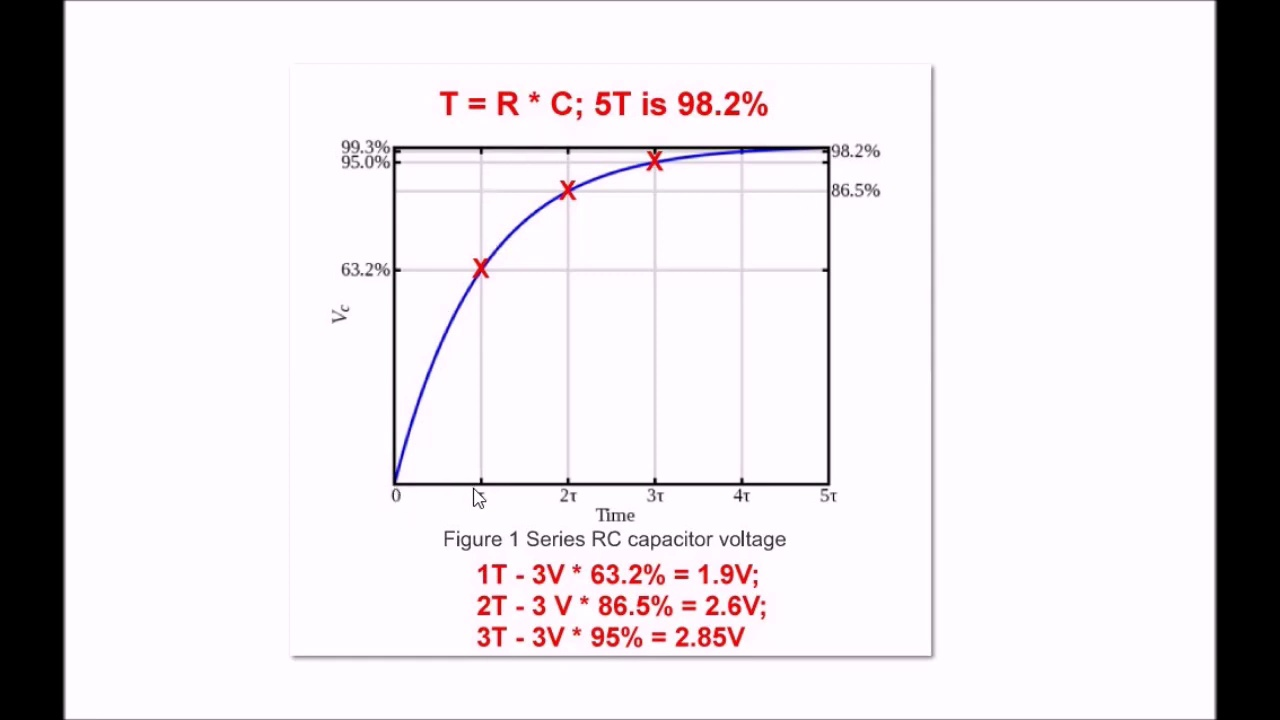 T = R * C; 5T is 98.2%
99.3%
95.0%
98.2%
86.5%
63.2%
Vc
0
2τ
3τ
4τ
5τ
Time
Figure 1 Series RC capacitor voltage
1T - 3V * 63.2% = 1.9V;
2T - 3 V * 86.5% = 2.6V;
3T - 3V * 95% = 2.85V